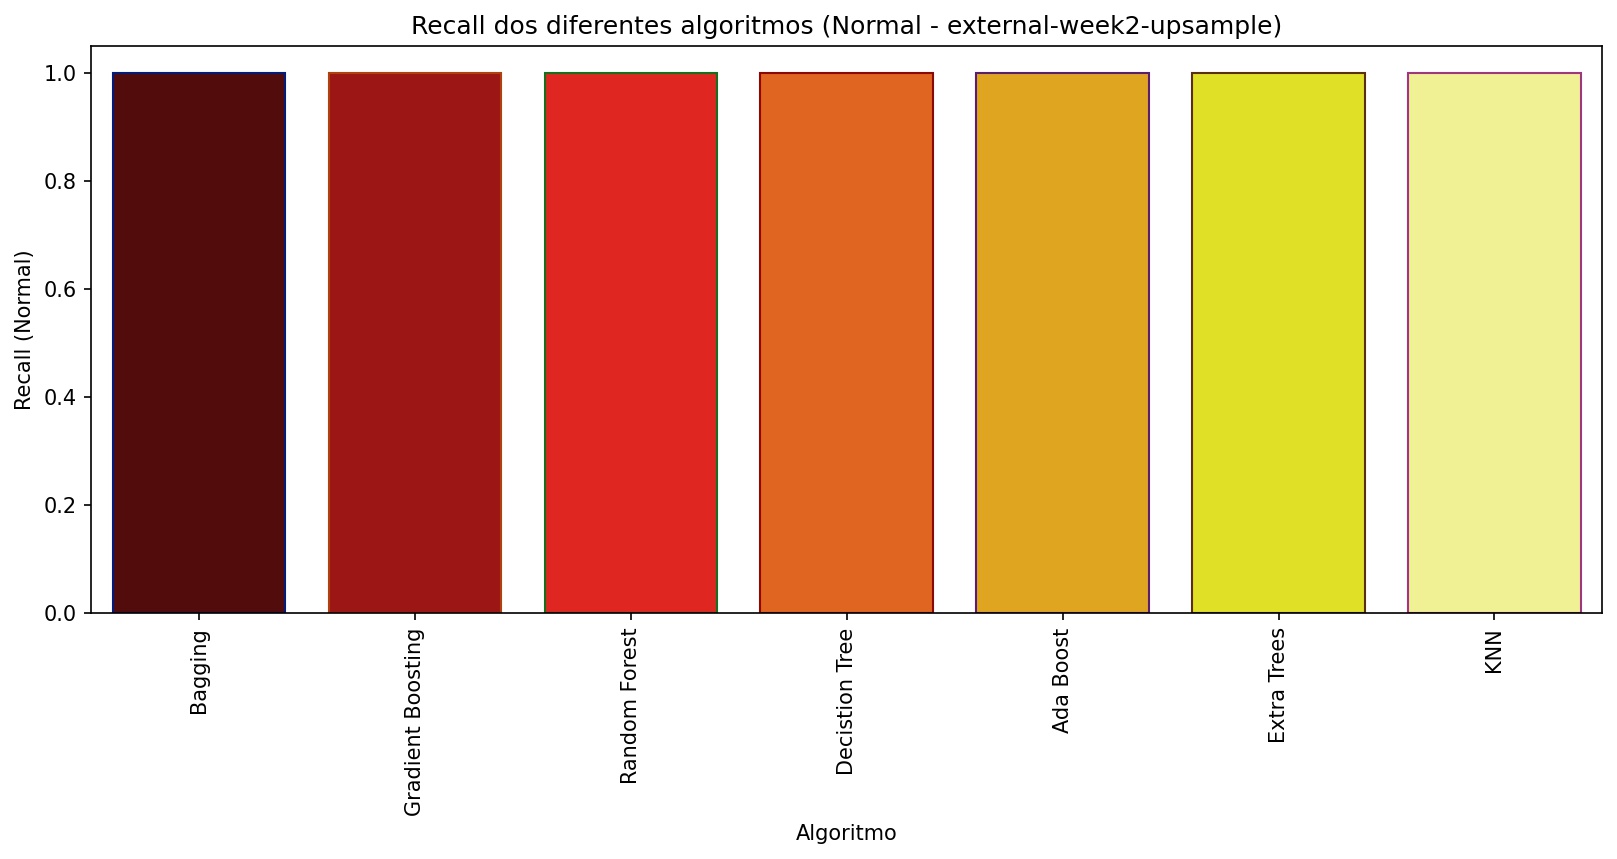 Recall dos diferentes algoritmos (Normal - external-week2-upsample)
Recall (Normal)
1.0
0.8
0.6
0.4
0.2
0.0
Bagging
Gradient Boosting
Random Forest
Decistion Tree
Ada Boost
Extra Trees
KNN
Algoritmo